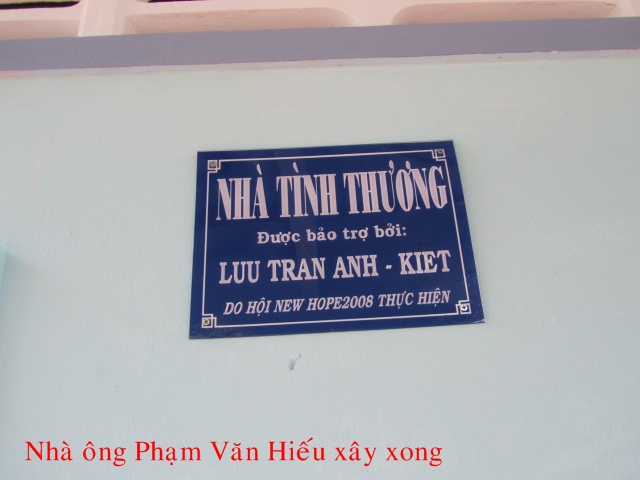 NHÀ TÌNH THƯƠNG
Được bảo trợ bởi:
LUU TRAN ANH - KIET
DO HỘI NEW HOPE2008 THỰC HIỆN
Nhà ông Phạm Văn Hiếu xây xong